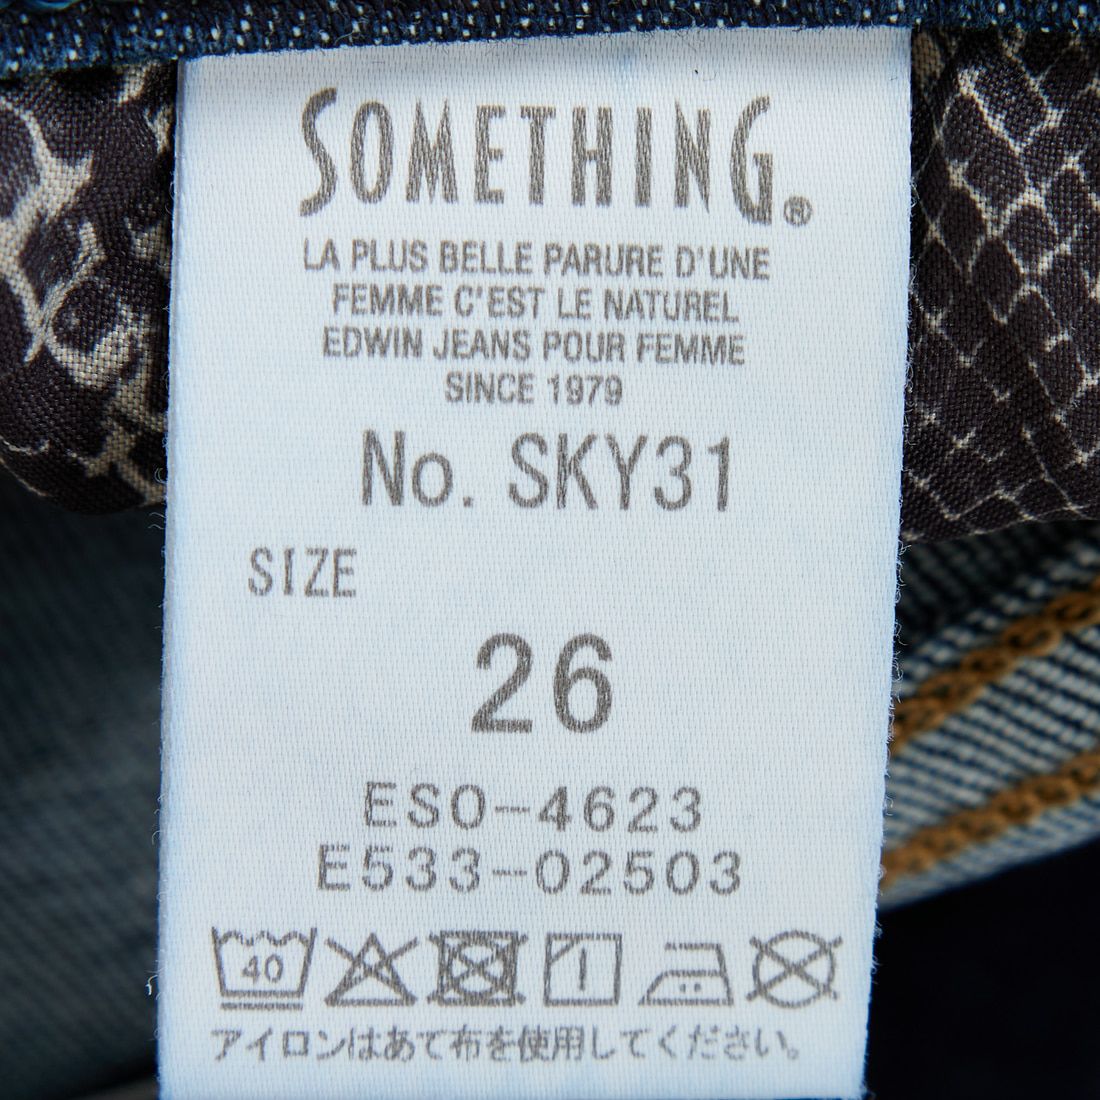 SOMETHING®
LA PLUS BELLE PARURE D'UNE
FEMME C'EST LE NATUREL
EDWIN JEANS POUR FEMME
SINCE 1979
No. SKY31
SIZE
26
ES0-4623
E533-02503
40
アイロンはあて布を使用してください。